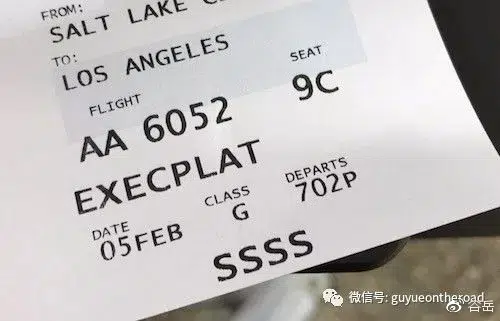 FROM:
SALT LAKE
TO:
LOS ANGELES
FLIGHT
SEAT
AA 6052
9C
EXECPLAT
DATE
CLASS
DEPARTS
05FEB
G
702P
SSSS
微信号: guyueontheroad
谷岳